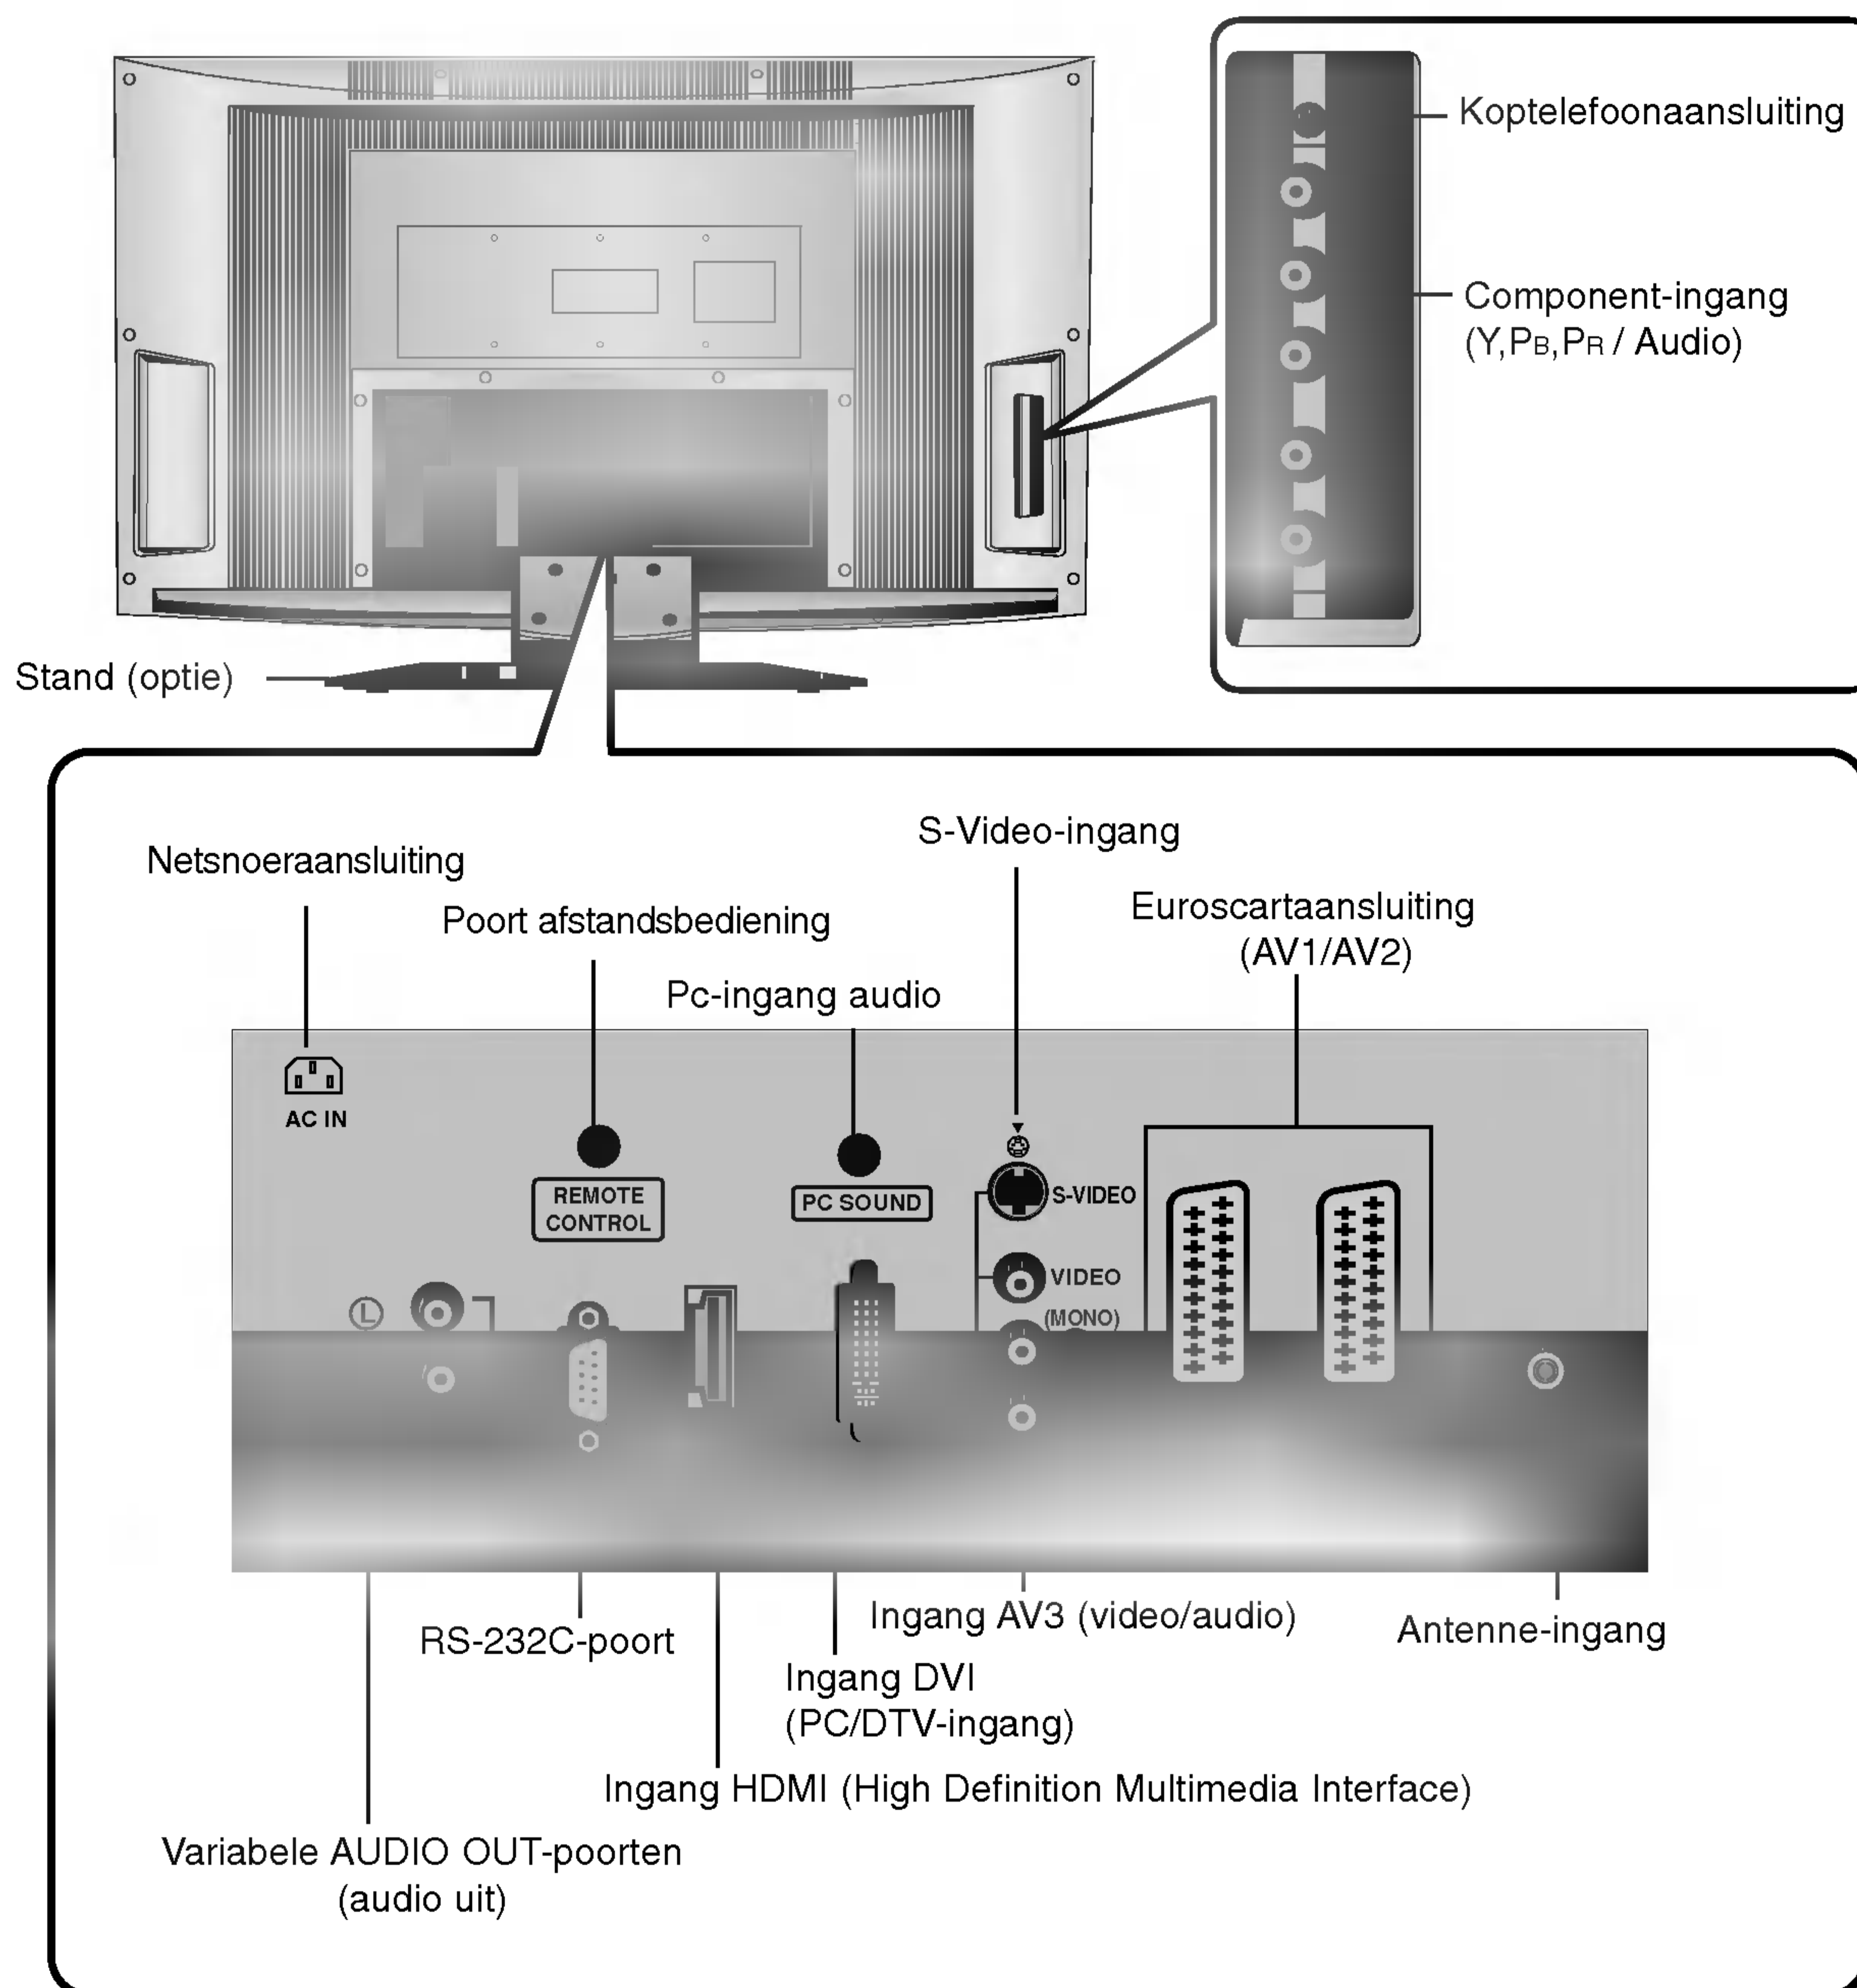 Koptelefoonaansluiting
Component-ingang
(Y,PB,PR / Audio)
Stand (optie)
S-Video-ingang
Netsnoeraansluiting
Euroscartaansluiting
(AV1/AV2)
Poort afstandsbediening
Pc-ingang audio
AC IN
REMOTE
CONTROL
PC SOUND
S-VIDEO
VIDEO
(MONO)
L
Ingang AV3 (video/audio)
Antenne-ingang
RS-232C-poort
Ingang DVI
(PC/DTV-ingang)
Ingang HDMI (High Definition Multimedia Interface)
Variabele AUDIO OUT-poorten
(audio uit)